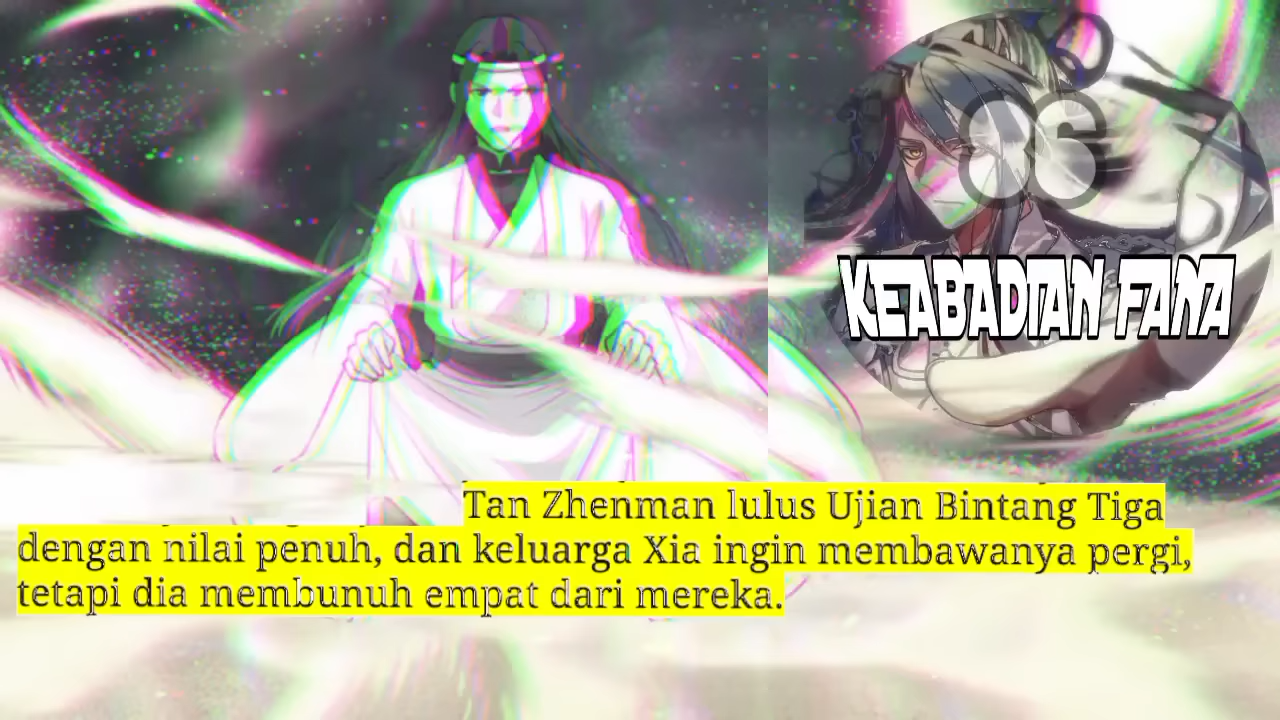 86
KEABADIAN FANA
Tan Zhenman lulus Ujian Bintang Tiga
dengan nilai penuh, dan keluarga Xia ingin membawanya pergi,
tetapi dia membunuh empat dari mereka.